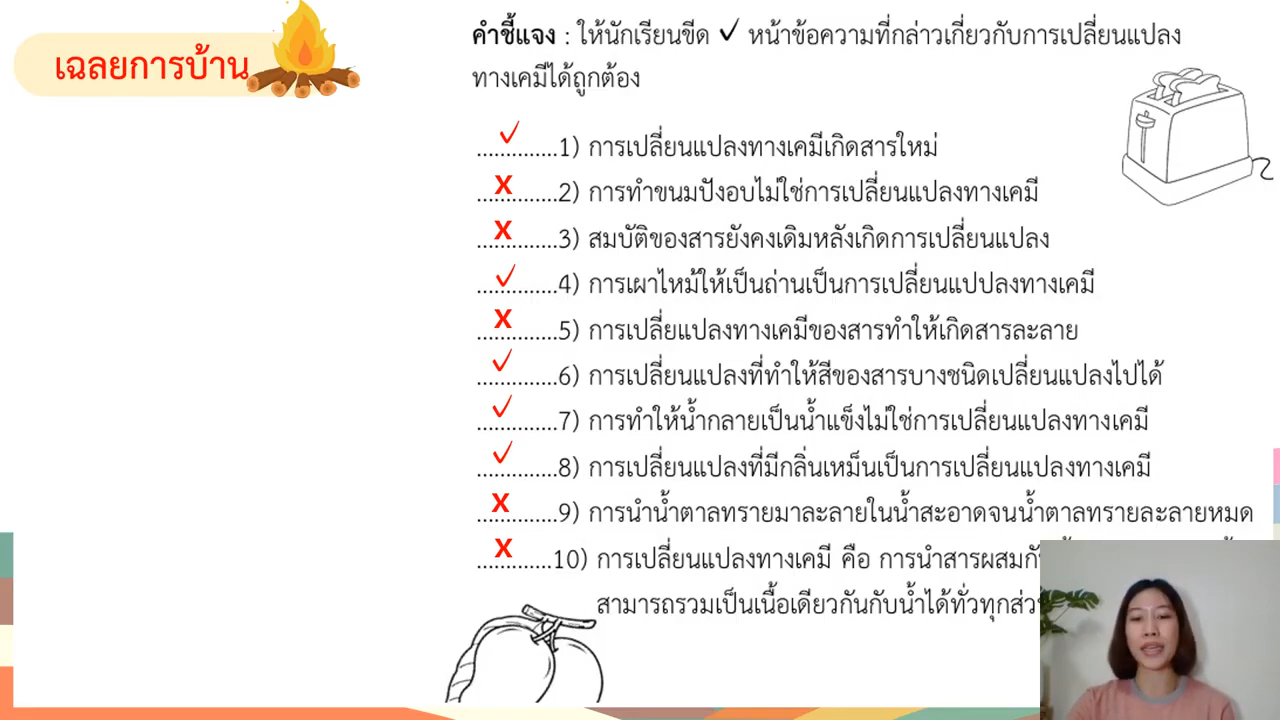 เฉลยการบ้าน
คำชี้แจง : ให้นักเรียนขีด ✓ หน้าข้อความที่กล่าวเกี่ยวกับการเปลี่ยนแปลง
ทางเคมีได้ถูกต้อง
✓ ..............1) การเปลี่ยนแปลงทางเคมีเกิดสารใหม่
X ..............2) การทำขนมปังอบไม่ใช่การเปลี่ยนแปลงทางเคมี
X ..............3) สมบัติของสารยังคงเดิมหลังเกิดการเปลี่ยนแปลง
✓ ..............4) การเผาไหม้ให้เป็นถ่านเป็นการเปลี่ยนแปปลงทางเคมี
X ..............5) การเปลี่ยแปลงทางเคมีของสารทำให้เกิดสารละลาย
✓ ..............6) การเปลี่ยนแปลงที่ทำให้สีของสารบางชนิดเปลี่ยนแปลงไปได้
✓ ..............7) การทำให้น้ำกลายเป็นน้ำแข็งไม่ใช่การเปลี่ยนแปลงทางเคมี
✓ ..............8) การเปลี่ยนแปลงที่มีกลิ่นเหม็นเป็นการเปลี่ยนแปลงทางเคมี
X ..............9) การนำน้ำตาลทรายมาละลายในน้ำสะอาดจนน้ำตาลทรายละลายหมด
X .............10) การเปลี่ยนแปลงทางเคมี คือ การนำสารผสม
สามารถรวมเป็นเนื้อเดียวกันกับน้ำได้ทั่วทุก